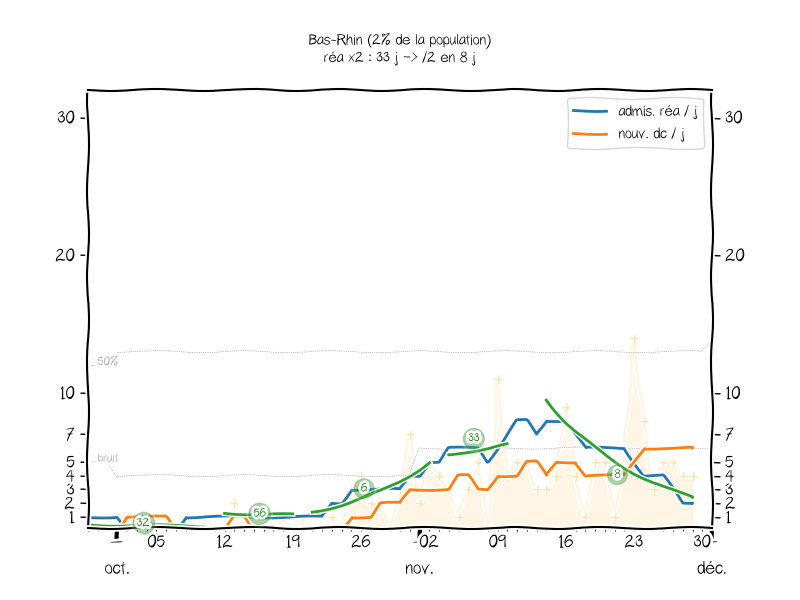 Bas-Rhin (2% de la population)
réa x2 : 33 j -> /2 en 8 j
admis. réa / j
nouv. dc / j
30 30
20 20
50%
10 10
7 7
bruit
5 5
4 4
3 3
2 2
1 1
32 56 6 33 8
05 12 19 26 02 09 16 23 30
oct. nov. déc.